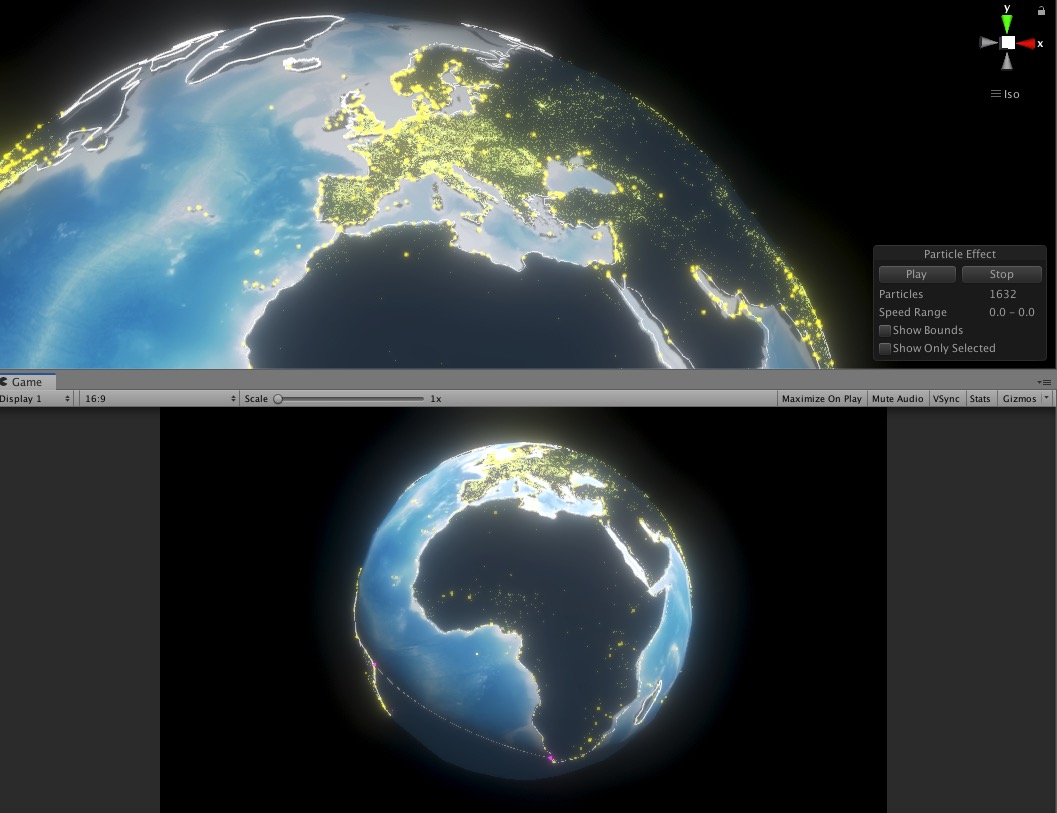 y
x
Iso
Particle Effect
Play Stop
Particles 1632
Speed Range 0.0 – 0.0
Show Bounds
Show Only Selected
Game
Display 1 16:9 Scale 1x Maximize On Play Mute Audio VSync Stats Gizmos